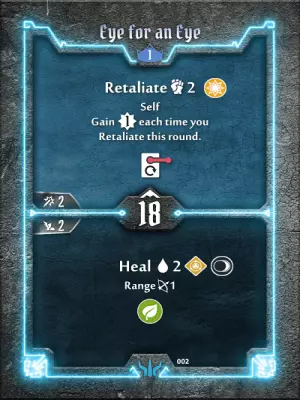 Eye for an Eye
1
Retaliate 2
Self
Gain 1 each time you
Retaliate this round.
2
18
2
Heal 2
Range 1
002